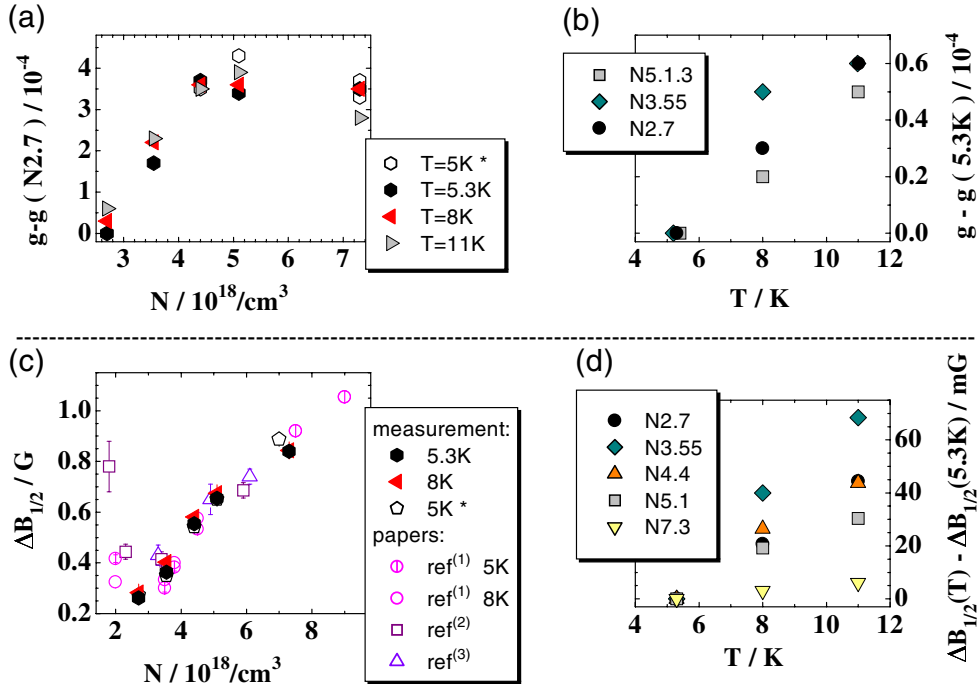 (a)
g-g ( N2.7 ) / 10-4
4
3
2
1
0
3 4 5 6 7
N / 10^18/cm^3
T=5K *
T=5.3K
T=8K
T=11K
(b)
N5.1.3
N3.55
N2.7
0.6
0.4
0.2
0.0
g - g ( 5.3K ) / 10-4
4 6 8 10 12
T / K
(c)
ΔB1/2 / G
1.0
0.8
0.6
0.4
0.2
2 4 6 8
N / 10^18/cm^3
measurement:
5.3K
8K
5K *
papers:
ref(1) 5K
ref(1) 8K
ref(2)
ref(3)
(d)
N2.7
N3.55
N4.4
N5.1
N7.3
60
40
20
0
ΔB1/2(T) - ΔB1/2(5.3K) / mG
4 6 8 10 12
T / K